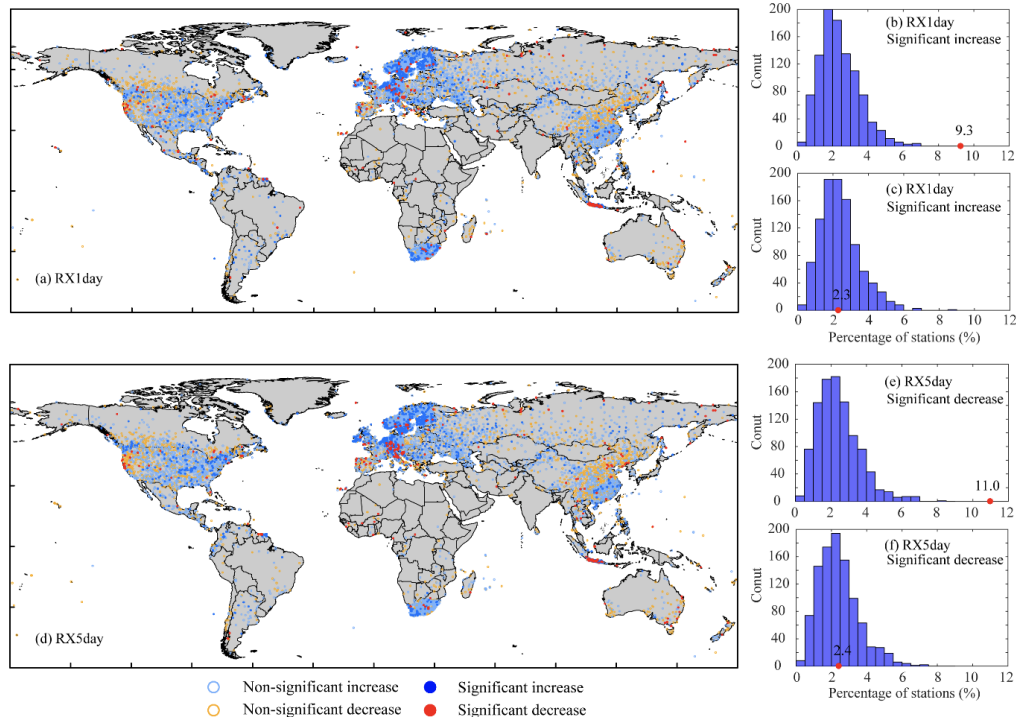 (a) RX1day
200
160
120
80
40
0
Conut
(b) RX1day
Significant increase
9.3
0 2 4 6 8 10 12
200
160
120
80
40
0
Conut
(c) RX1day
Significant increase
2.3
0 2 4 6 8 10 12
Percentage of stations (%)
(d) RX5day
200
160
120
80
40
0
Conut
(e) RX5day
Significant decrease
11.0
0 2 4 6 8 10 12
200
160
120
80
40
0
Conut
(f) RX5day
Significant decrease
2.4
0 2 4 6 8 10 12
Percentage of stations (%)
Non-significant increase Significant increase
Non-significant decrease Significant decrease